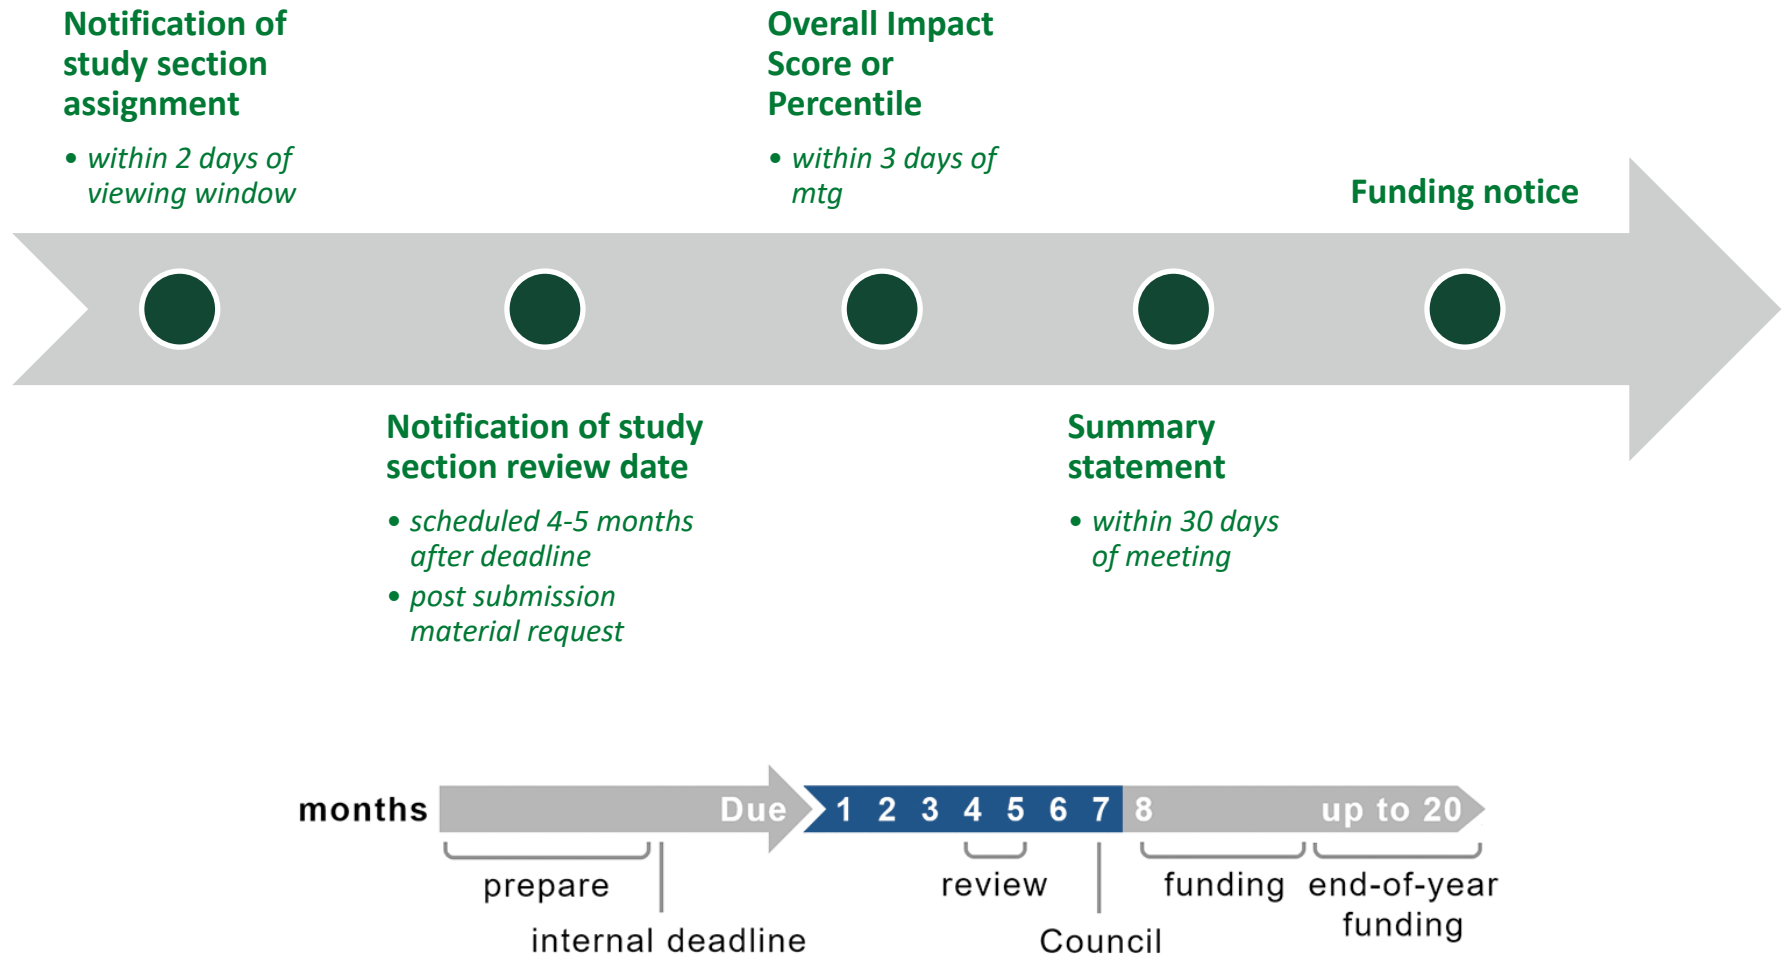 Notification of
study section
assignment
• within 2 days of
viewing window
Overall Impact
Score or
Percentile
• within 3 days of
mtg
Funding notice
Notification of study
section review date
• scheduled 4-5 months
after deadline
• post submission
material request
Summary
statement
• within 30 days
of meeting
months Due 1 2 3 4 5 6 7 8 up to 20
prepare review funding end-of-year
funding
internal deadline Council